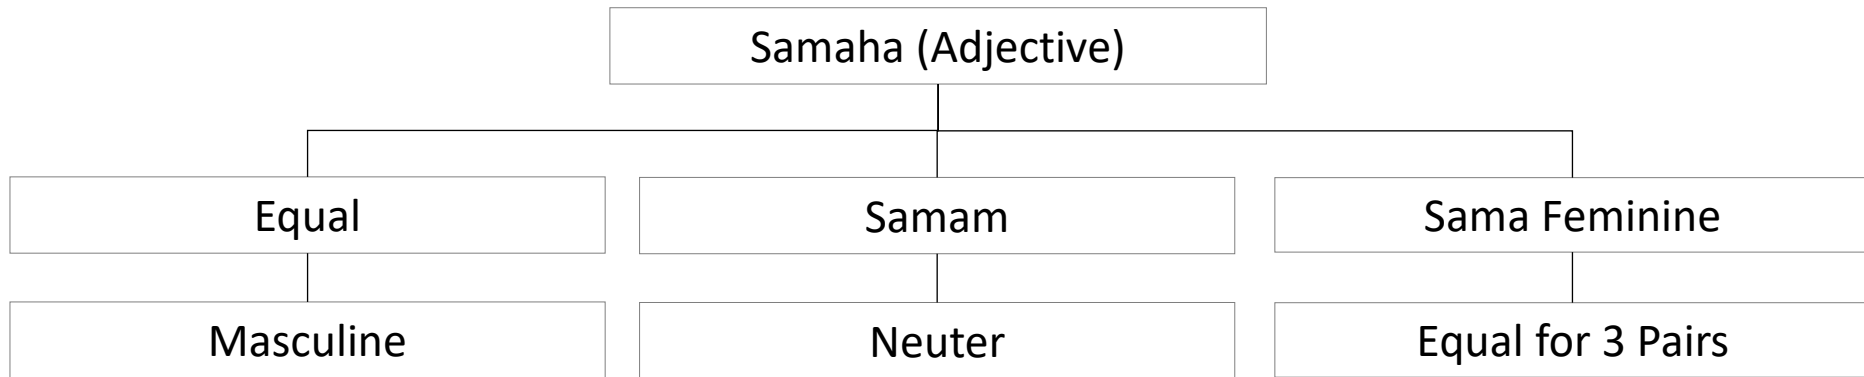 Samaha (Adjective)
Equal
Samam
Sama Feminine
Masculine
Neuter
Equal for 3 Pairs